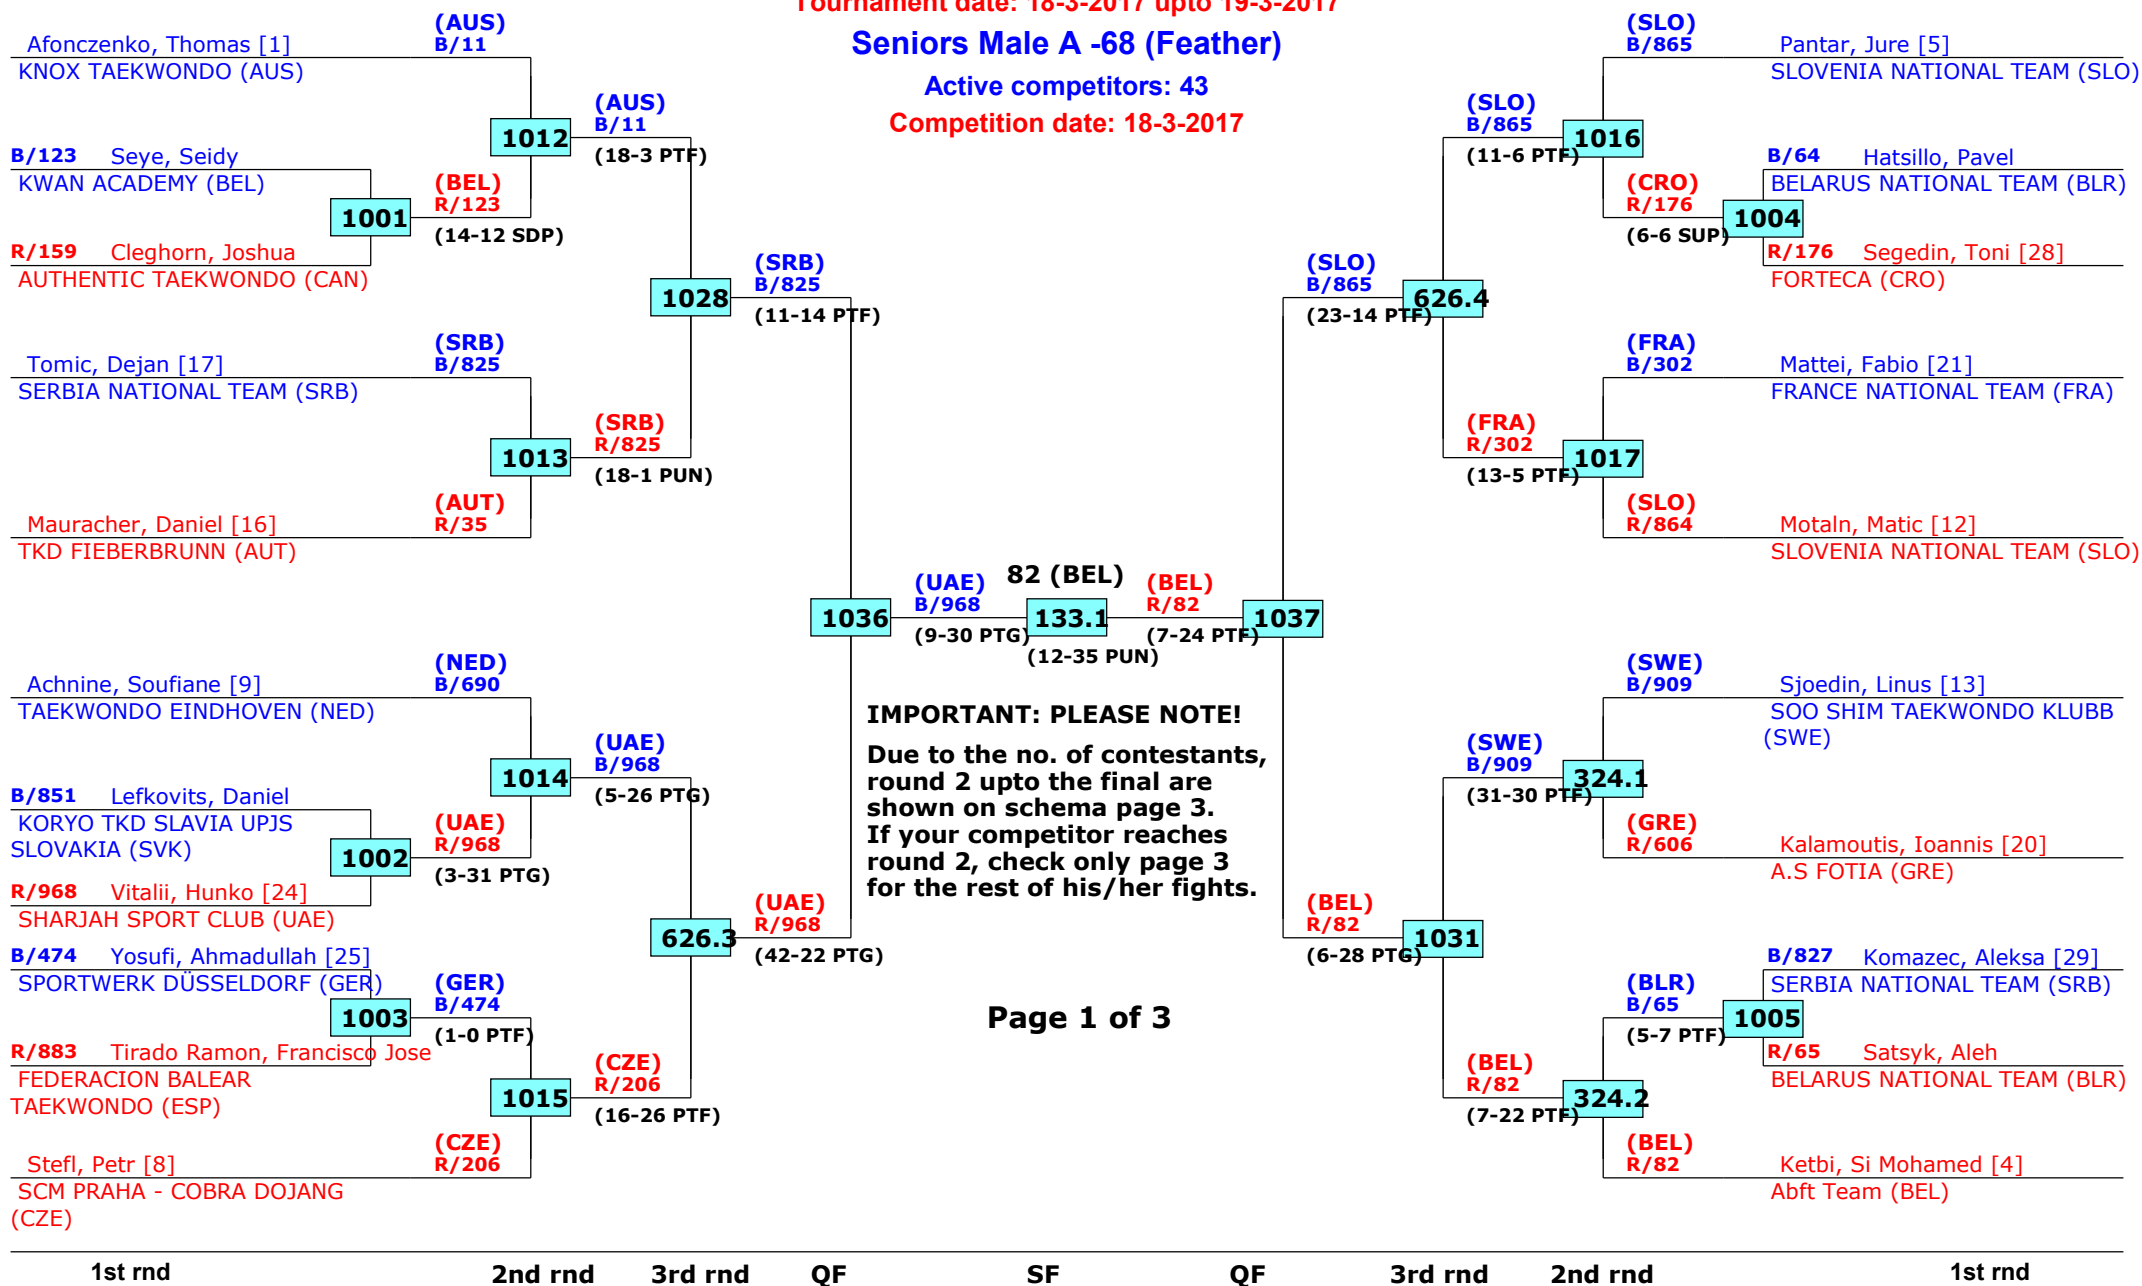 Tournament date: 18-3-2017 upto 19-3-2017
Seniors Male A -68 (Feather)
Active competitors: 43
Competition date: 18-3-2017
Afonczenko, Thomas [1]
KNOX TAEKWONDO (AUS)
(AUS)
B/11
B/123 Seye, Seidy
KWAN ACADEMY (BEL)
1001
R/159 Cleghorn, Joshua
AUTHENTIC TAEKWONDO (CAN)
(BEL)
R/123
(14-12 SDP)
1012
(AUS)
B/11
(18-3 PTF)
Tomic, Dejan [17]
SERBIA NATIONAL TEAM (SRB)
(SRB)
B/825
1013
Mauracher, Daniel [16]
TKD FIEBERBRUNN (AUT)
(AUT)
R/35
(SRB)
R/825
(18-1 PUN)
1028
(SRB)
B/825
(11-14 PTF)
Achnine, Soufiane [9]
TAEKWONDO EINDHOVEN (NED)
(NED)
B/690
B/851 Lefkovits, Daniel
KORYO TKD SLAVIA UPJS
SLOVAKIA (SVK)
1002
R/968 Vitalii, Hunko [24]
SHARJAH SPORT CLUB (UAE)
(UAE)
R/968
(3-31 PTG)
1014
(UAE)
B/968
(5-26 PTG)
B/474 Yosufi, Ahmadullah [25]
SPORTWERK DÜSSELDORF (GER)
1003
R/883 Tirado Ramon, Francisco Jose
FEDERACION BALEAR
TAEKWONDO (ESP)
(GER)
B/474
(1-0 PTF)
1015
Stefl, Petr [8]
SCM PRAHA - COBRA DOJANG
(CZE)
(CZE)
R/206
(CZE)
R/206
(16-26 PTF)
626.3
(UAE)
R/968
(42-22 PTG)
1036
(UAE)
B/968
(9-30 PTG)
82 (BEL)
133.1
(12-35 PUN)
(BEL)
R/82
(7-24 PTF)
1037
IMPORTANT: PLEASE NOTE!
Due to the no. of contestants,
round 2 upto the final are
shown on schema page 3.
If your competitor reaches
round 2, check only page 3
for the rest of his/her fights.
Page 1 of 3
(SLO)
B/865
Pantar, Jure [5]
SLOVENIA NATIONAL TEAM (SLO)
(SLO)
B/865
(11-6 PTF)
1016
B/64 Hatsillo, Pavel
BELARUS NATIONAL TEAM (BLR)
(CRO)
R/176
(6-6 SUP)
1004
R/176 Segedin, Toni [28]
FORTECA (CRO)
(SLO)
B/865
(23-14 PTF)
626.4
(FRA)
B/302
Mattei, Fabio [21]
FRANCE NATIONAL TEAM (FRA)
(FRA)
R/302
(13-5 PTF)
1017
(SLO)
R/864
Motaln, Matic [12]
SLOVENIA NATIONAL TEAM (SLO)
(SWE)
B/909
Sjoedin, Linus [13]
SOO SHIM TAEKWONDO KLUBB
(SWE)
(SWE)
B/909
(31-30 PTF)
324.1
(GRE)
R/606
Kalamoutis, Ioannis [20]
A.S FOTIA (GRE)
(BEL)
R/82
(6-28 PTG)
1031
B/827 Komazec, Aleksa [29]
SERBIA NATIONAL TEAM (SRB)
(BLR)
B/65
(5-7 PTF)
1005
R/65 Satsyk, Aleh
BELARUS NATIONAL TEAM (BLR)
(BEL)
R/82
(7-22 PTF)
324.2
(BEL)
R/82
Ketbi, Si Mohamed [4]
Abft Team (BEL)
1st rnd 2nd rnd 3rd rnd QF SF QF 3rd rnd 2nd rnd 1st rnd